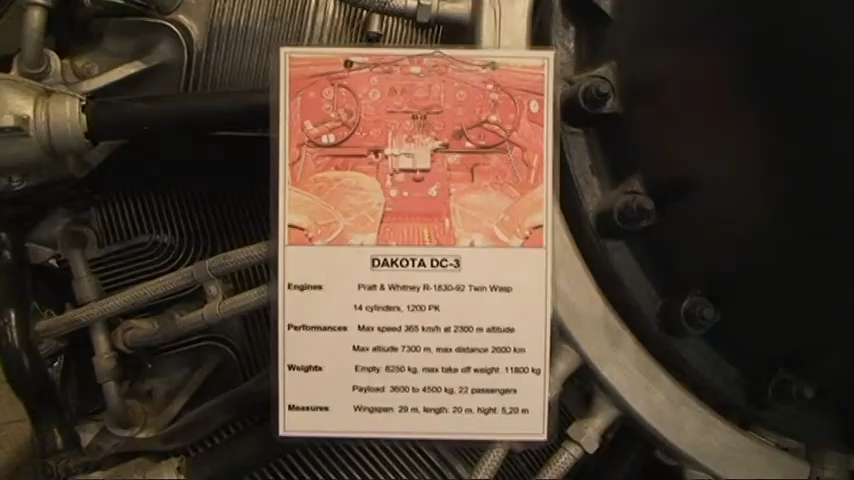 DAKOTA DC-3
Engines Pratt & Whitney R-1830-92 Twin Wasp
14 cylinders, 1200 PK
Performances Max speed 365 km/h at 2300 m altitude
Max altiude 7300 m, max distance 2600 km
Weights Empty: 8250 kg, max take off weight: 11800 kg
Payload: 3600 to 4500 kg, 22 passengers
Measures Wingspen: 29 m, length: 20 m, hight: 5,20 m